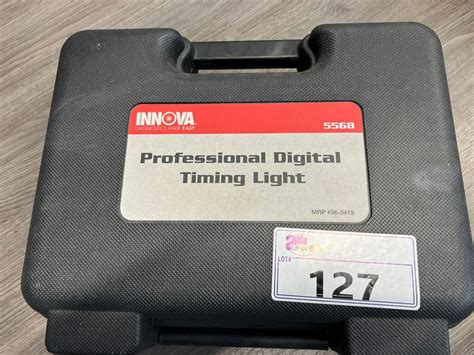 INNOVA
DIAGNOSTICS MADE EASY
5568
Professional Digital
Timing Light
MRP #96-0419
LOT#
127